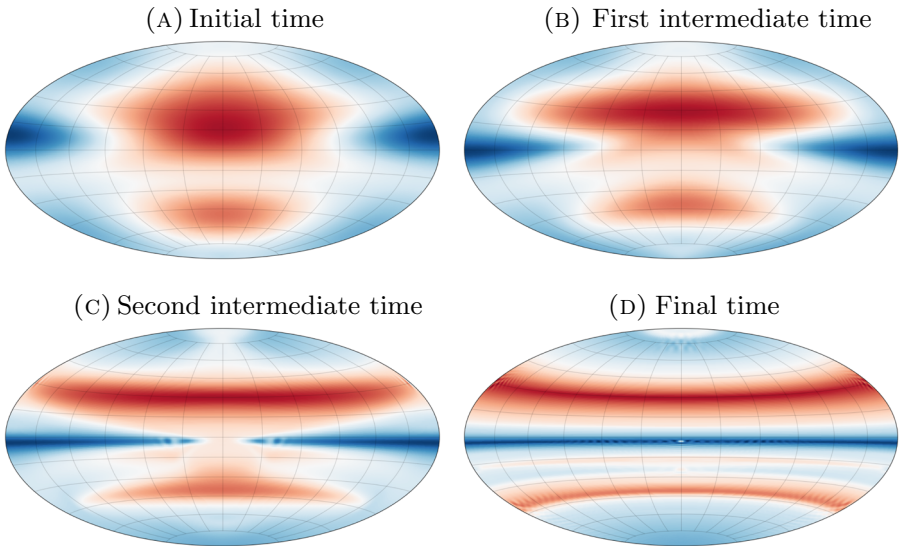 (A) Initial time
(B) First intermediate time
(C) Second intermediate time
(D) Final time